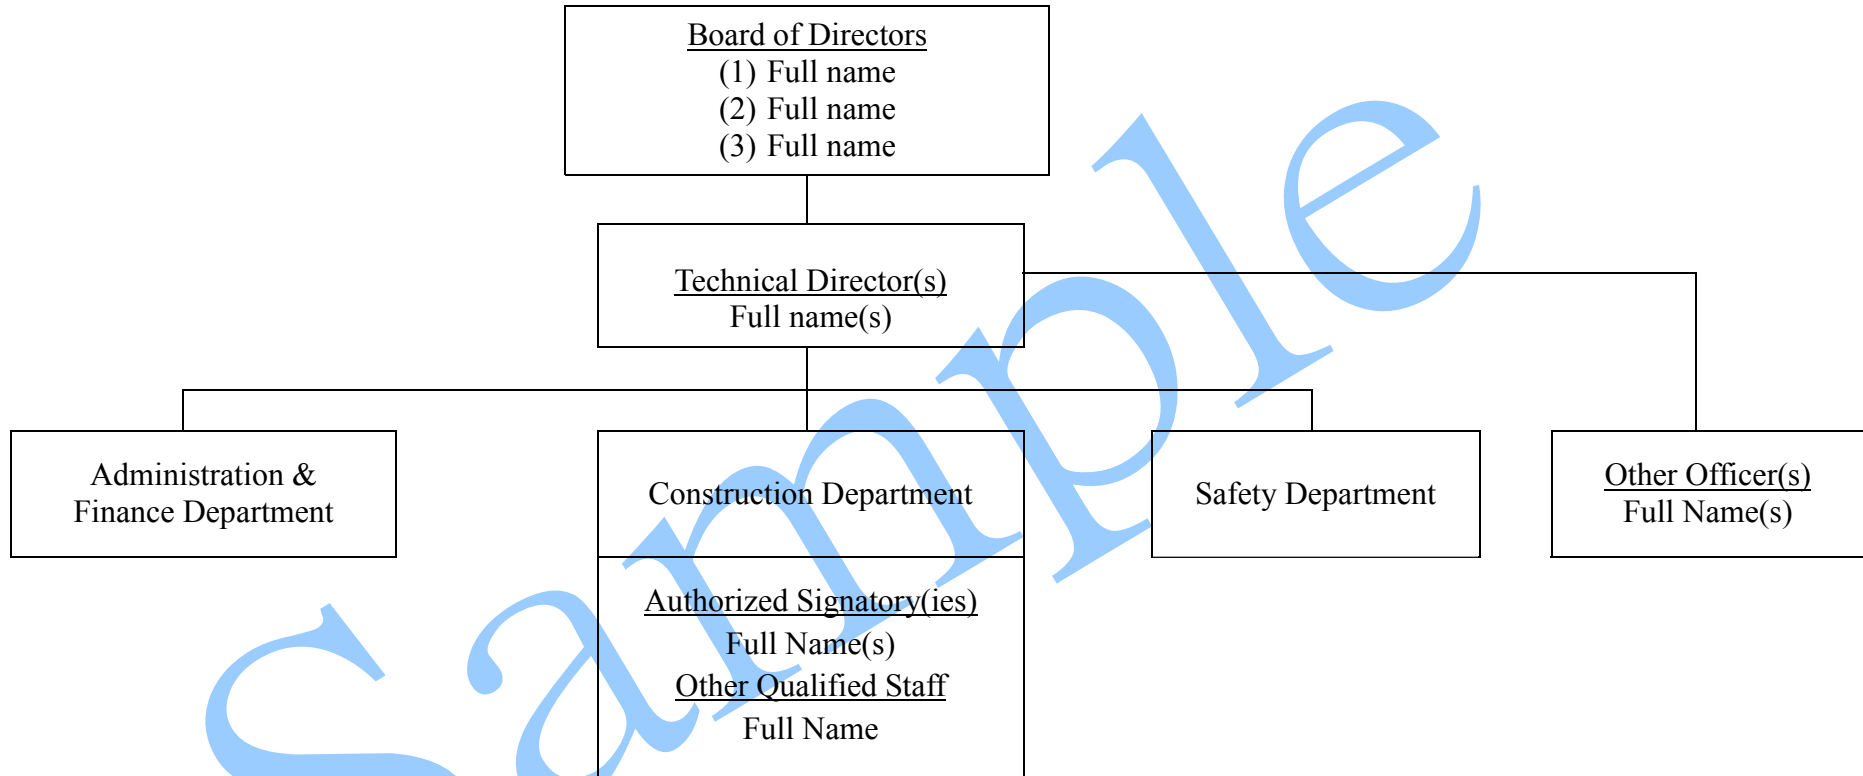 Board of Directors
(1) Full name
(2) Full name
(3) Full name
Technical Director(s)
Full name(s)
Administration &
Finance Department
Construction Department
Safety Department
Other Officer(s)
Full Name(s)
Authorized Signatory(ies)
Full Name(s)
Other Qualified Staff
Full Name
Sample